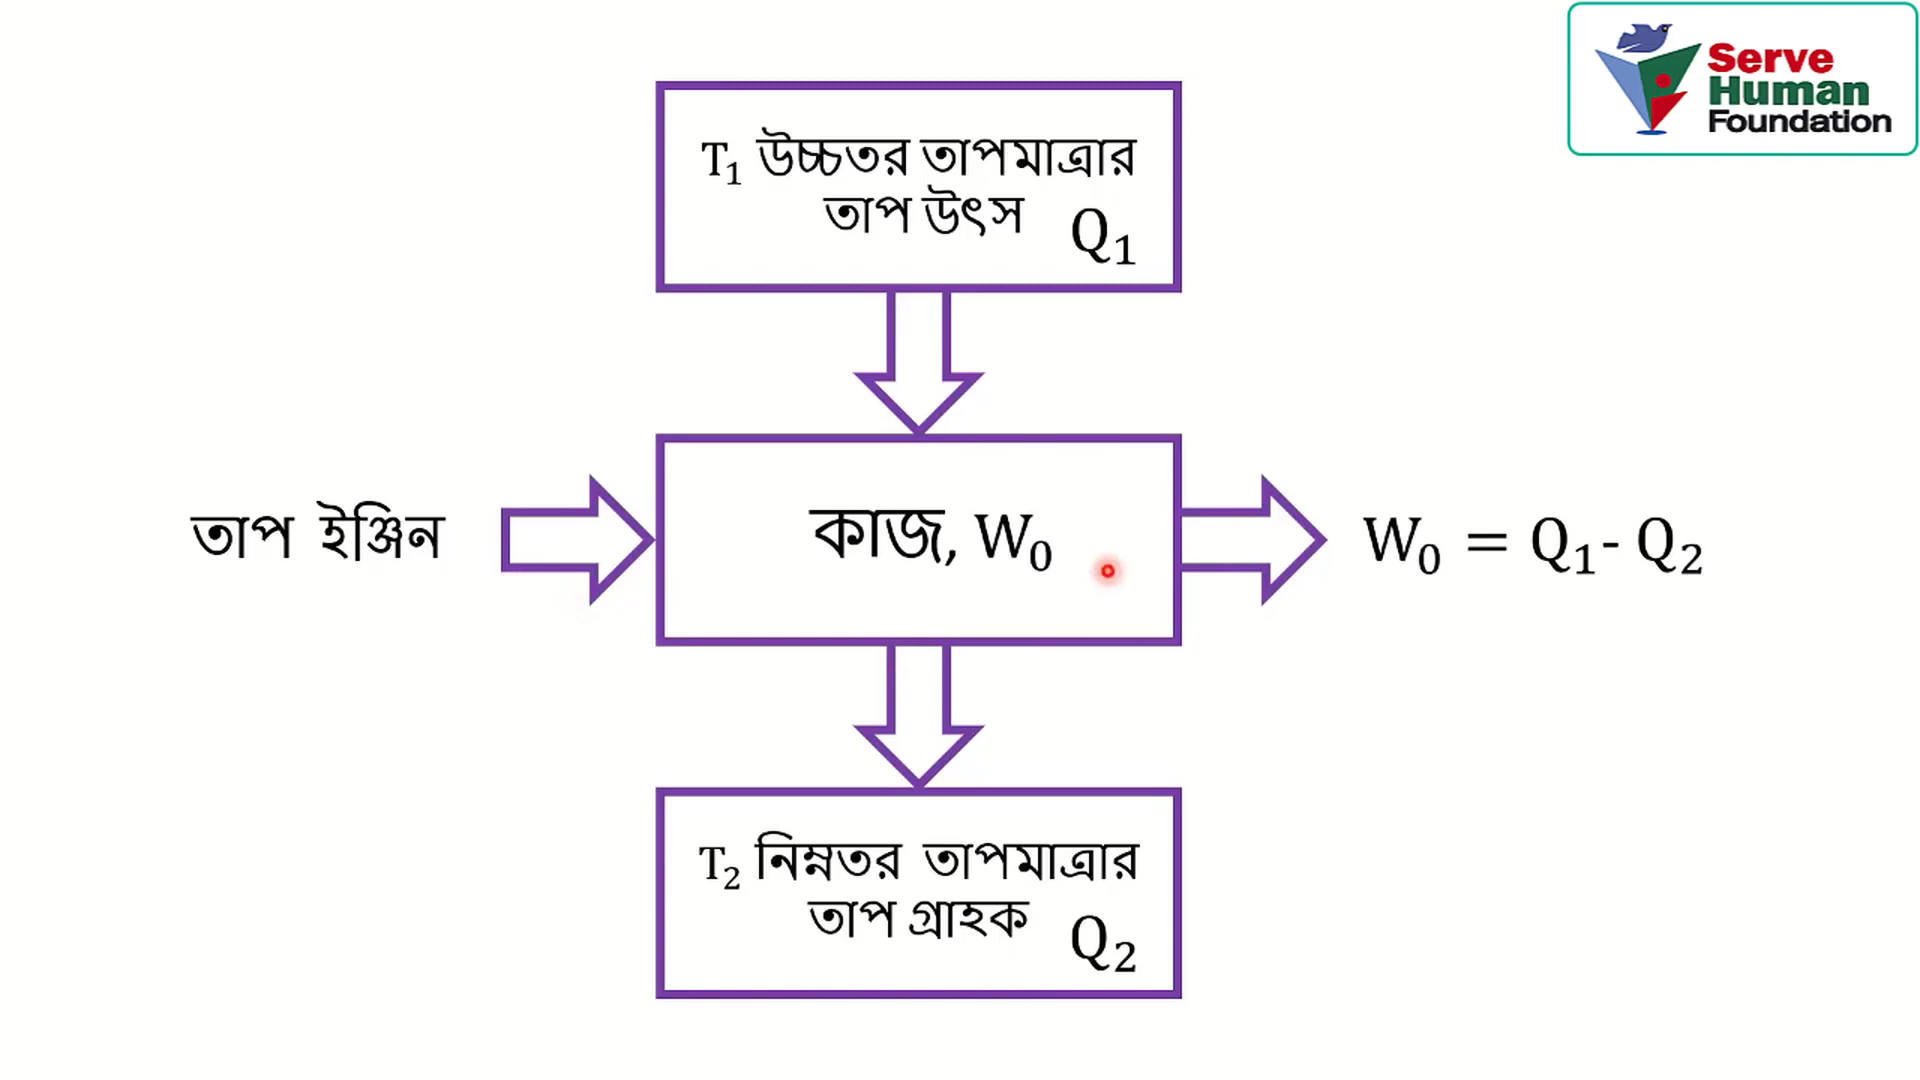 Serve
Human
Foundation
T₁ উচ্চতর তাপমাত্রার
তাপ উৎস Q₁
তাপ ইঞ্জিন
কাজ, W₀
W₀ = Q₁- Q₂
T₂ নিম্নতর তাপমাত্রার
তাপ গ্রাহক Q₂